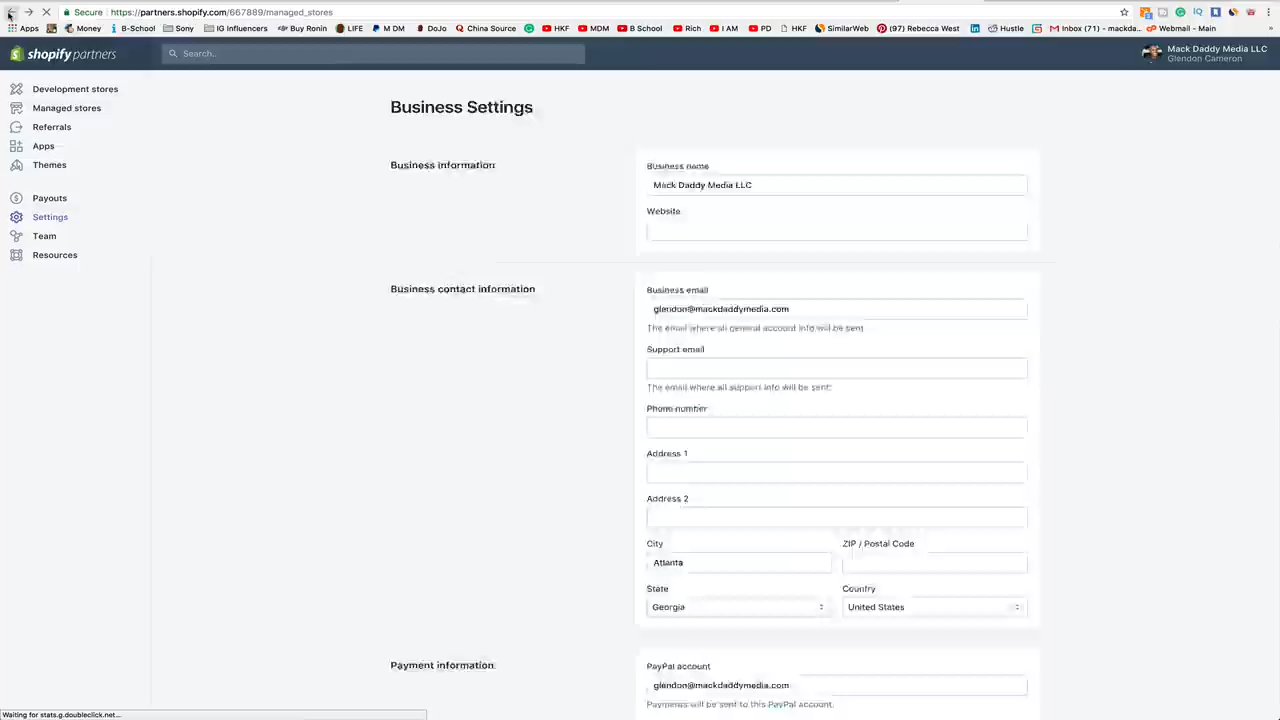 Secure
https://partners.shopify.com/667889/managed_stores
Apps
Money
B-School
Sony
IG Influencers
Buy Ronin
LIFE
M DM
DoJo
China Source
HKF
MDM
B School
Rich
I AM
PD
HKF
SimilarWeb
(97) Rebecca West
Hustle
Inbox (71) - mackda...
Webmail - Main
shopify partners
Search...
Mack Daddy Media LLC
Glendon Cameron
Development stores
Managed stores
Referrals
Apps
Themes
Payouts
Settings
Team
Resources
Business Settings
Business information
Business name
Mack Daddy Media LLC
Website
Business contact information
Business email
glendon@mackdaddymedia.com
The email where all general account info will be sent
Support email
The email where all support info will be sent.
Phone number
Address 1
Address 2
City
ZIP / Postal Code
Atlanta
State
Country
Georgia
United States
Payment information
PayPal account
glendon@mackdaddymedia.com
Payments will be sent to this PayPal account.
Waiting for stats.g.doubleclick.net...